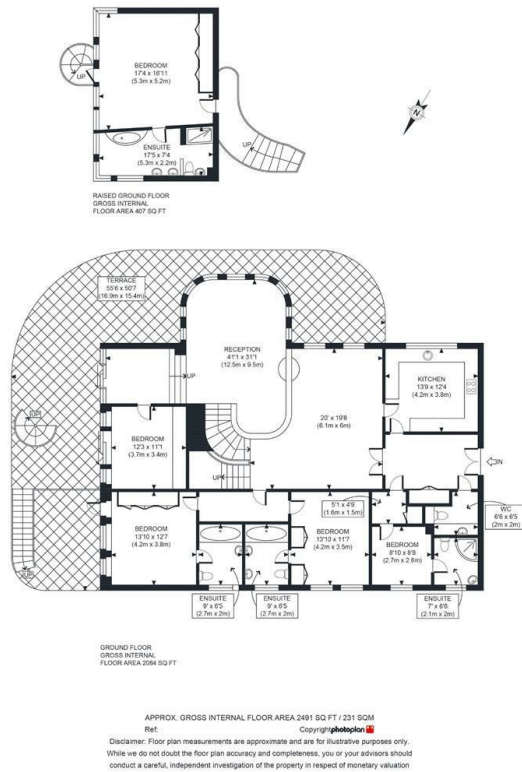 BEDROOM
17'4 x 16'11
(5.3m x 5.2m)
UP
ENSUITE
17'5 x 7'4
(5.3m x 2.2m)
UP
N
RAISED GROUND FLOOR
GROSS INTERNAL
FLOOR AREA 407 SQ FT
TERRACE
55'6 x 50'7
(16.9m x 15.4m)
RECEPTION
41'1 x 31'1
(12.5m x 9.5m)
UP
KITCHEN
13'9 x 12'4
(4.2m x 3.8m)
20' x 19'8
(6.1m x 6m)
UP
BEDROOM
12'3 x 11'1
(3.7m x 3.4m)
UP
IN
5'1 x 4'9
(1.6m x 1.5m)
WC
6'6 x 6'5
(2m x 2m)
BEDROOM
13'10 x 12'7
(4.2m x 3.8m)
BEDROOM
13'10 x 11'7
(4.2m x 3.5m)
BEDROOM
8'10 x 8'8
(2.7m x 2.6m)
UP
ENSUITE
9' x 6'5
(2.7m x 2m)
ENSUITE
9' x 6'5
(2.7m x 2m)
ENSUITE
7' x 6'6
(2.1m x 2m)
GROUND FLOOR
GROSS INTERNAL
FLOOR AREA 2084 SQ FT
APPROX. GROSS INTERNAL FLOOR AREA 2491 SQ FT / 231 SQM
Ref: Copyright photoplan
Disclaimer: Floor plan measurements are approximate and are for illustrative purposes only.
While we do not doubt the floor plan accuracy and completeness, you or your advisors should
conduct a careful, independent investigation of the property in respect of monetary valuation